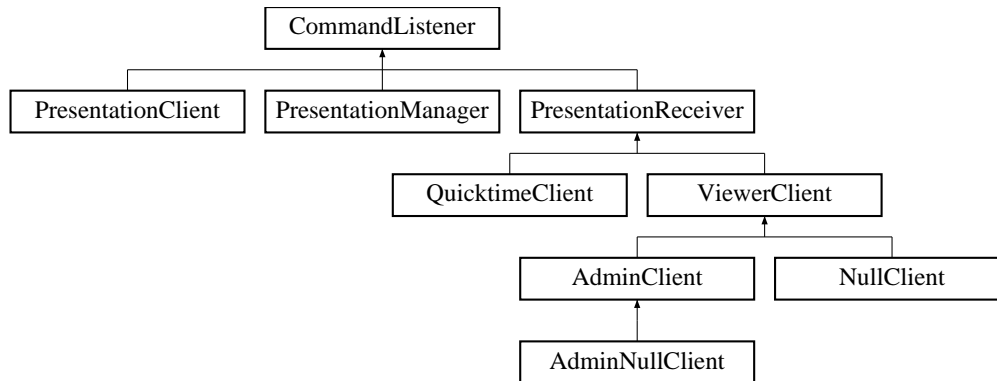 CommandListener
PresentationClient
PresentationManager
PresentationReceiver
QuicktimeClient
ViewerClient
AdminClient
NullClient
AdminNullClient